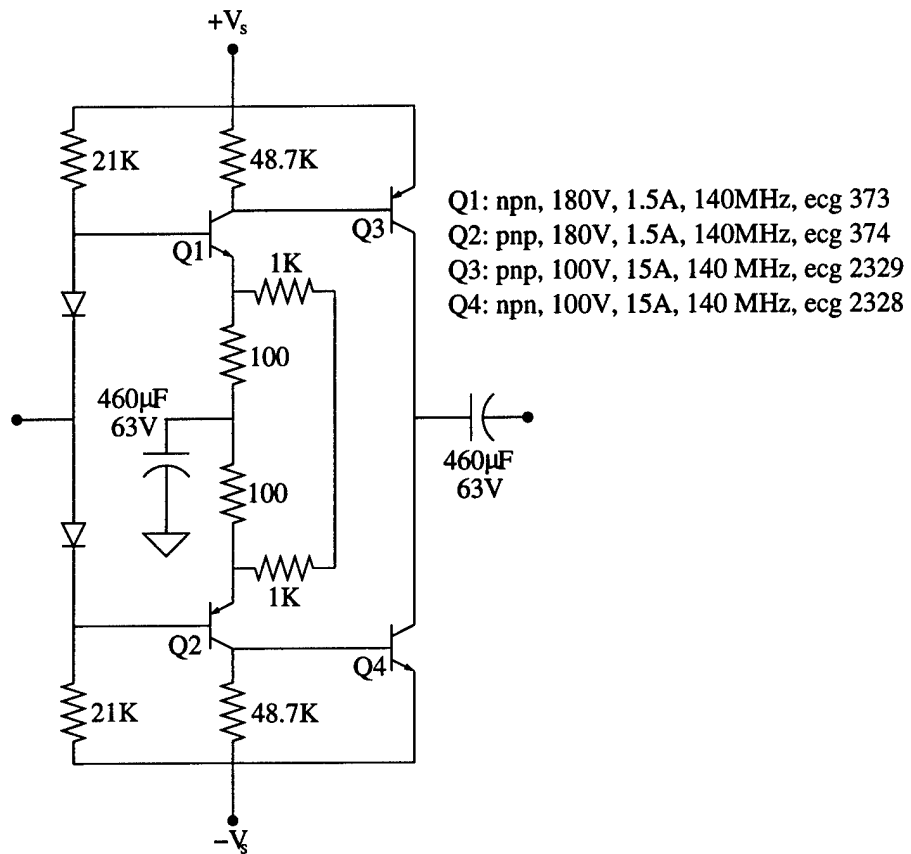 +Vs
21K
48.7K
Q1
Q3
Q1: npn, 180V, 1.5A, 140MHz, ecg 373
Q2: pnp, 180V, 1.5A, 140MHz, ecg 374
Q3: pnp, 100V, 15A, 140 MHz, ecg 2329
Q4: npn, 100V, 15A, 140 MHz, ecg 2328
1K
100
460µF
63V
460µF
63V
100
1K
Q2
Q4
21K
48.7K
−Vs